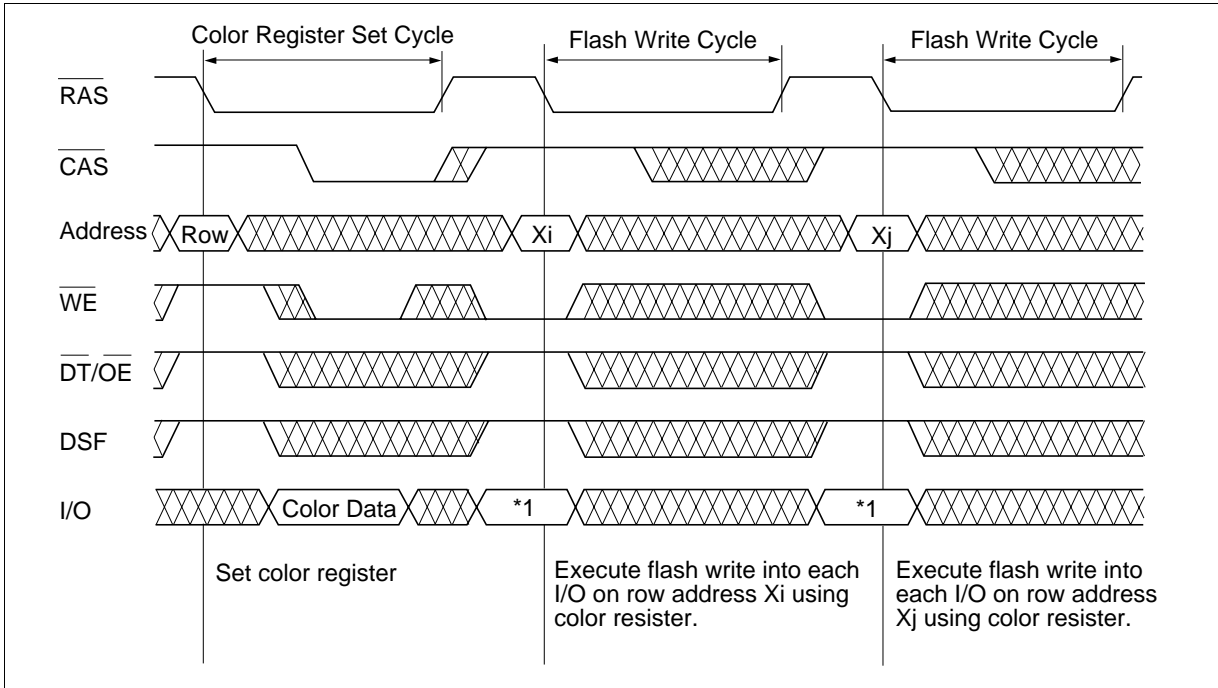 Color Register Set Cycle
Flash Write Cycle
Flash Write Cycle
RAS
CAS
Address
Row
Xi
Xj
WE
DT/OE
DSF
I/O
Color Data
*1
*1
Set color register
Execute flash write into each
I/O on row address Xi using
color resister.
Execute flash write into
each I/O on row address
Xj using color resister.